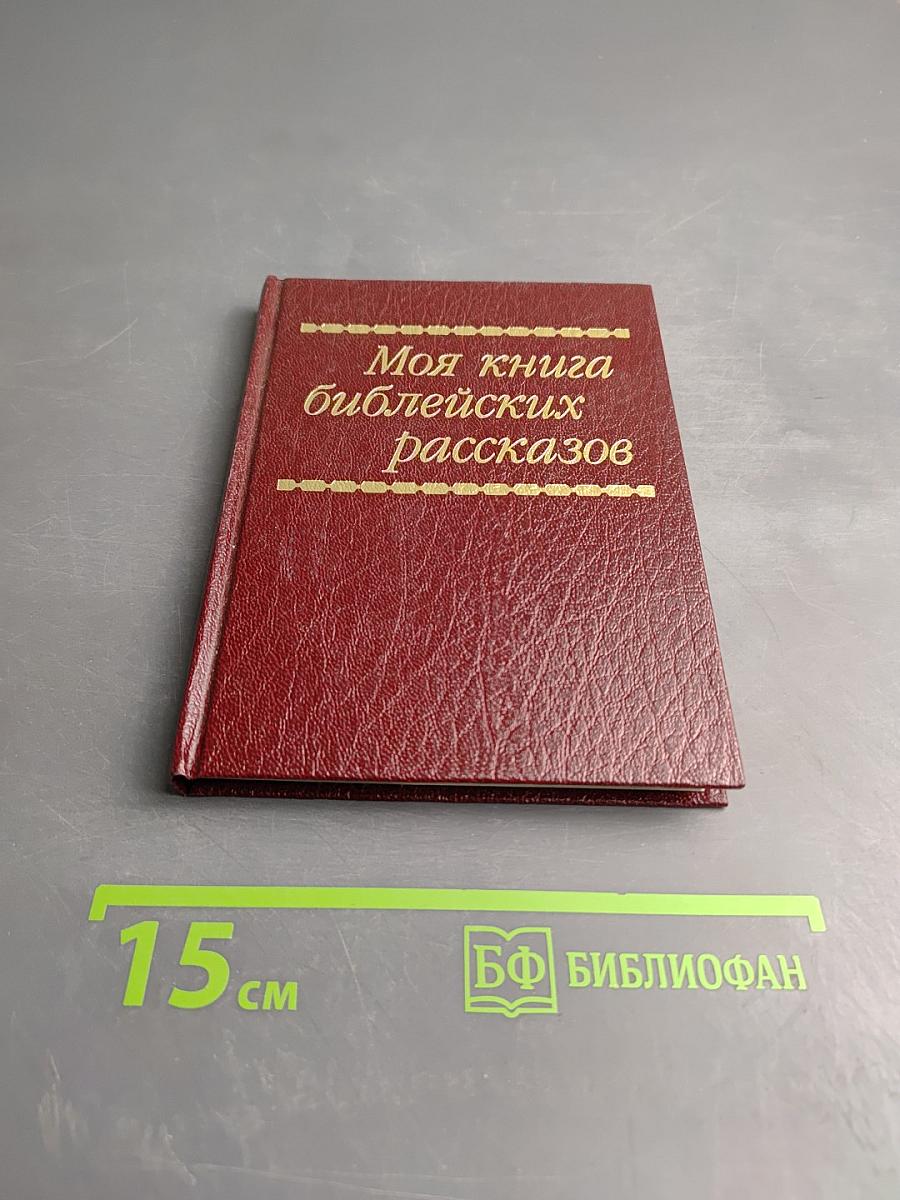 Моя книга
библейских
рассказов
15 см
БФ БИБЛИОФАН